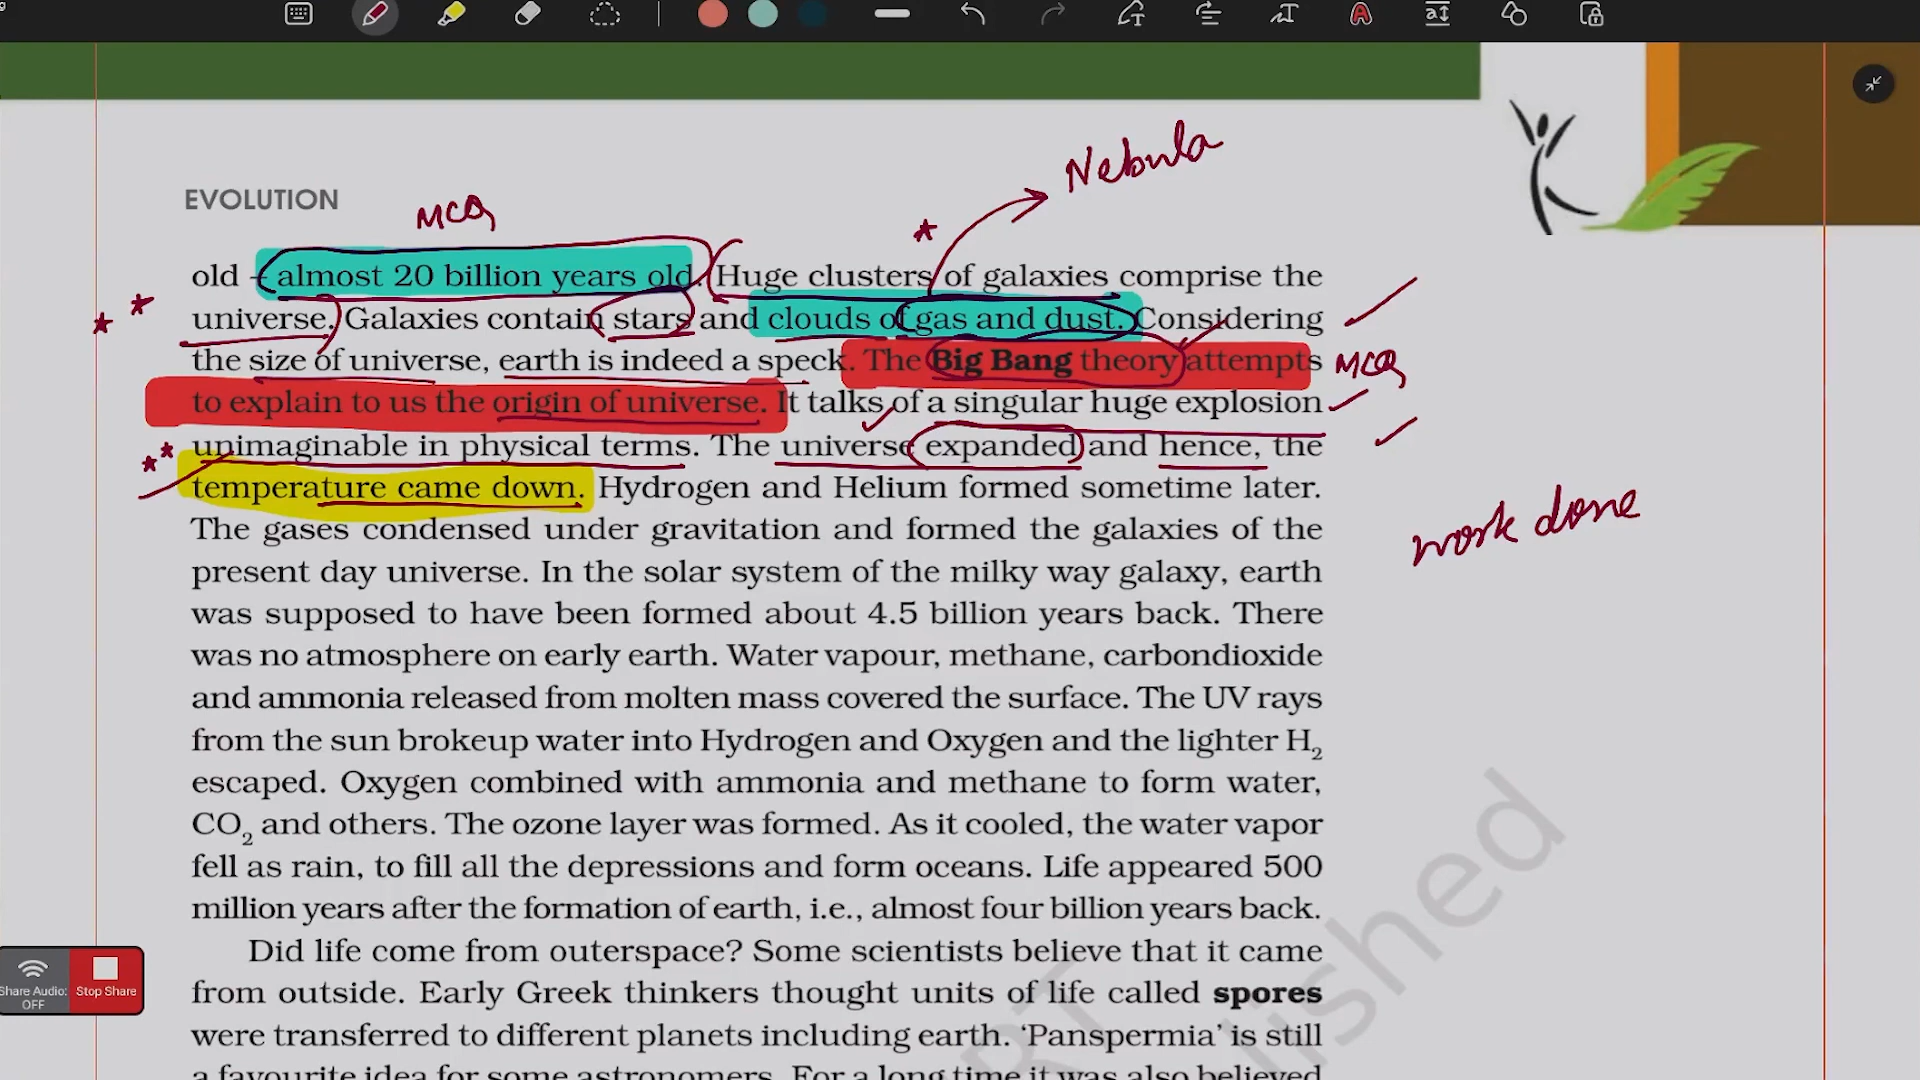 EVOLUTION
MCQ
Nebula
old – almost 20 billion years old. Huge clusters of galaxies comprise the
universe. Galaxies contain stars and clouds of gas and dust. Considering
the size of universe, earth is indeed a speck. The Big Bang theory attempts
MCQ
to explain to us the origin of universe. It talks of a singular huge explosion
unimaginable in physical terms. The universe expanded and hence, the
temperature came down. Hydrogen and Helium formed sometime later.
work done
The gases condensed under gravitation and formed the galaxies of the
present day universe. In the solar system of the milky way galaxy, earth
was supposed to have been formed about 4.5 billion years back. There
was no atmosphere on early earth. Water vapour, methane, carbondioxide
and ammonia released from molten mass covered the surface. The UV rays
from the sun brokeup water into Hydrogen and Oxygen and the lighter H2
escaped. Oxygen combined with ammonia and methane to form water,
CO2 and others. The ozone layer was formed. As it cooled, the water vapor
fell as rain, to fill all the depressions and form oceans. Life appeared 500
million years after the formation of earth, i.e., almost four billion years back.
Did life come from outerspace? Some scientists believe that it came
from outside. Early Greek thinkers thought units of life called spores
were transferred to different planets including earth. 'Panspermia' is still
a favourite idea for some astronomers. For a long time it was also believed
Share Audio:
OFF
Stop Share